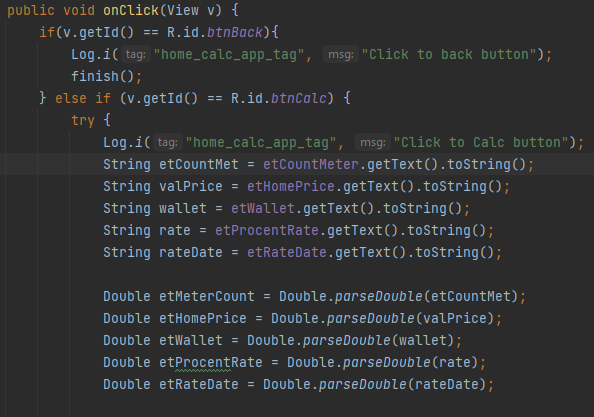 public void onClick(View v) {
if(v.getId() == R.id.btnBack){
Log.i( tag: "home_calc_app_tag", msg: "Click to back button");
finish();
} else if (v.getId() == R.id.btnCalc) {
try {
Log.i( tag: "home_calc_app_tag", msg: "Click to Calc button");
String etCountMet = etCountMeter.getText().toString();
String valPrice = etHomePrice.getText().toString();
String wallet = etWallet.getText().toString();
String rate = etProcentRate.getText().toString();
String rateDate = etRateDate.getText().toString();
Double etMeterCount = Double.parseDouble(etCountMet);
Double etHomePrice = Double.parseDouble(valPrice);
Double etWallet = Double.parseDouble(wallet);
Double etProcentRate = Double.parseDouble(rate);
Double etRateDate = Double.parseDouble(rateDate);